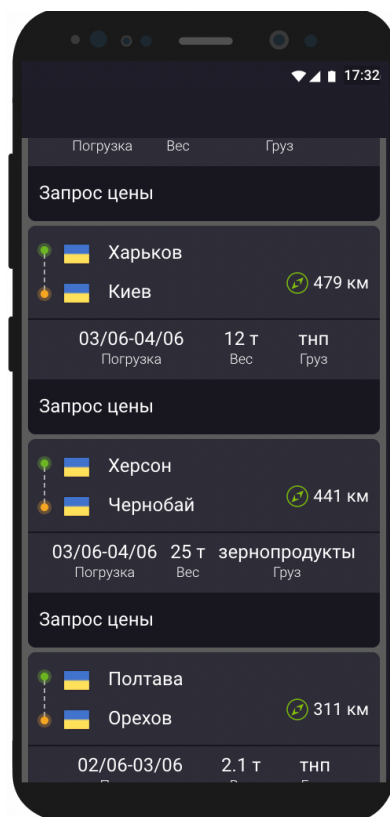 17:32
Погрузка Вес Груз
Запрос цены
Харьков
Киев
479 км
03/06-04/06 12 т тнп
Погрузка Вес Груз
Запрос цены
Херсон
Чернобай
441 км
03/06-04/06 25 т зернопродукты
Погрузка Вес Груз
Запрос цены
Полтава
Орехов
311 км
02/06-03/06 2.1 т тнп